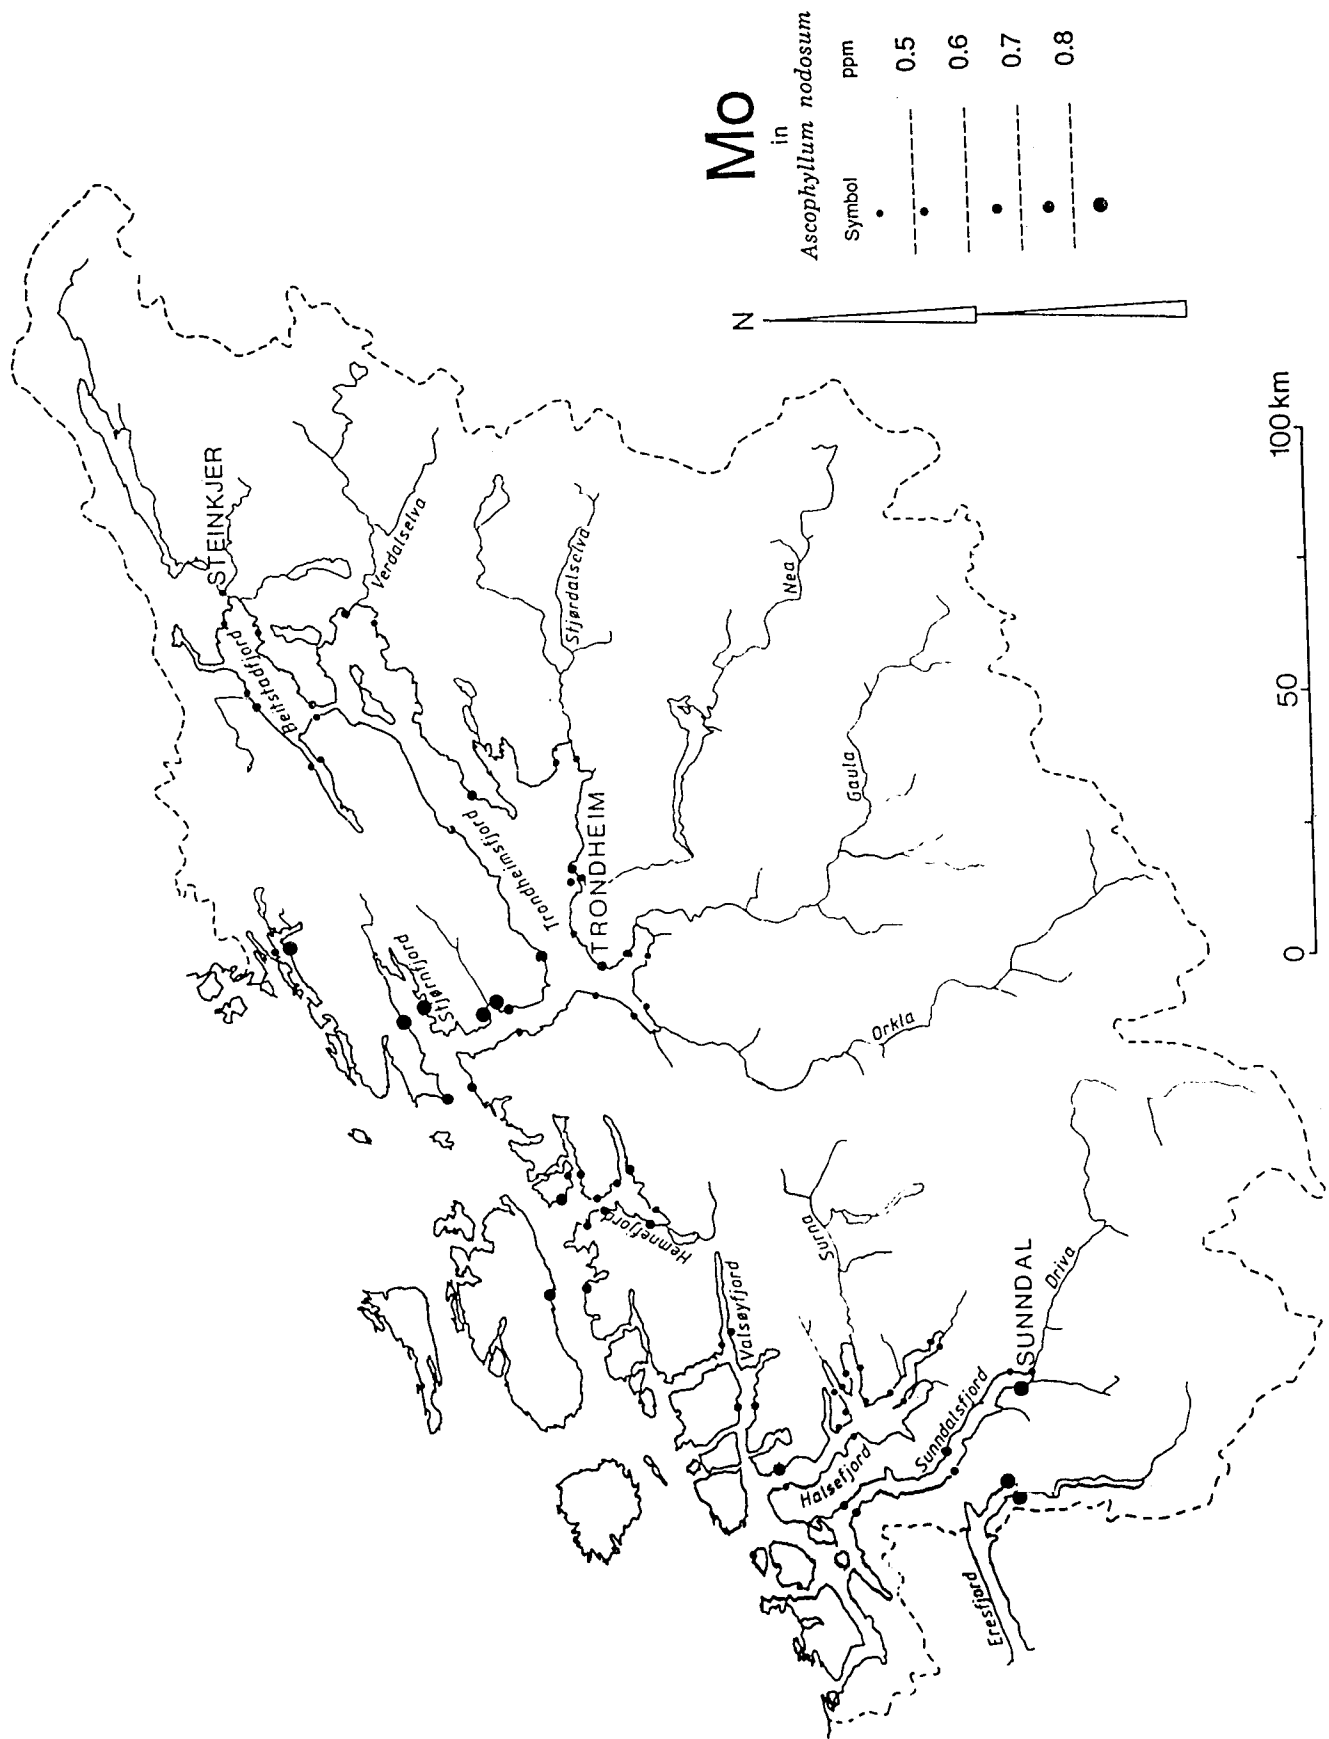 Mo
in
Ascophyllum nodosum
Symbol ppm
0.5
0.6
0.7
0.8
N
STEINKJER
Beitstadfjord
Verdalselva
Stjørdalselva
Trondheimsfjord
TRONDHEIM
Stjørnfjord
Nea
Gaula
Orkla
Hemnefjord
Valsøyfjord
Surna
Halsefjord
Sunndalsfjord
SUNNDAL
Driva
Eresfjord
0 50 100 km